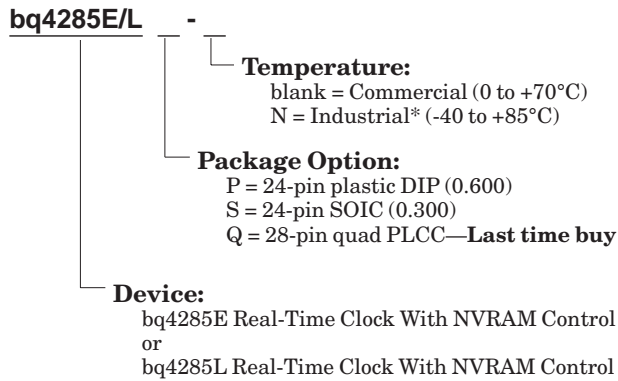 bq4285E/L _ - _
Temperature:
blank = Commercial (0 to +70°C)
N = Industrial* (-40 to +85°C)
Package Option:
P = 24-pin plastic DIP (0.600)
S = 24-pin SOIC (0.300)
Q = 28-pin quad PLCC—Last time buy
Device:
bq4285E Real-Time Clock With NVRAM Control
or
bq4285L Real-Time Clock With NVRAM Control